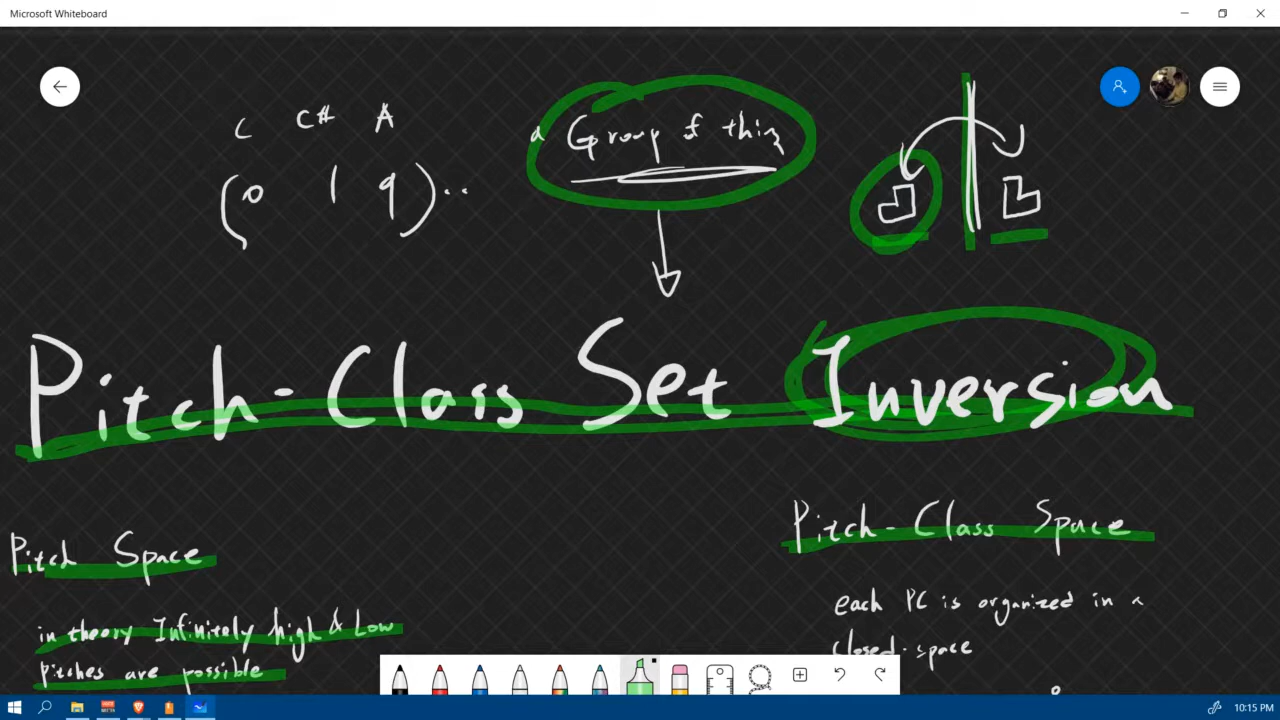 Microsoft Whiteboard
C C# A
(0 1 9)..
a Group of thing
Pitch-Class Set Inversion
Pitch Space
in theory Infinitely high & Low
pitches are possible
Pitch-Class Space
each PC is organized in a
closed-space
10:15 PM